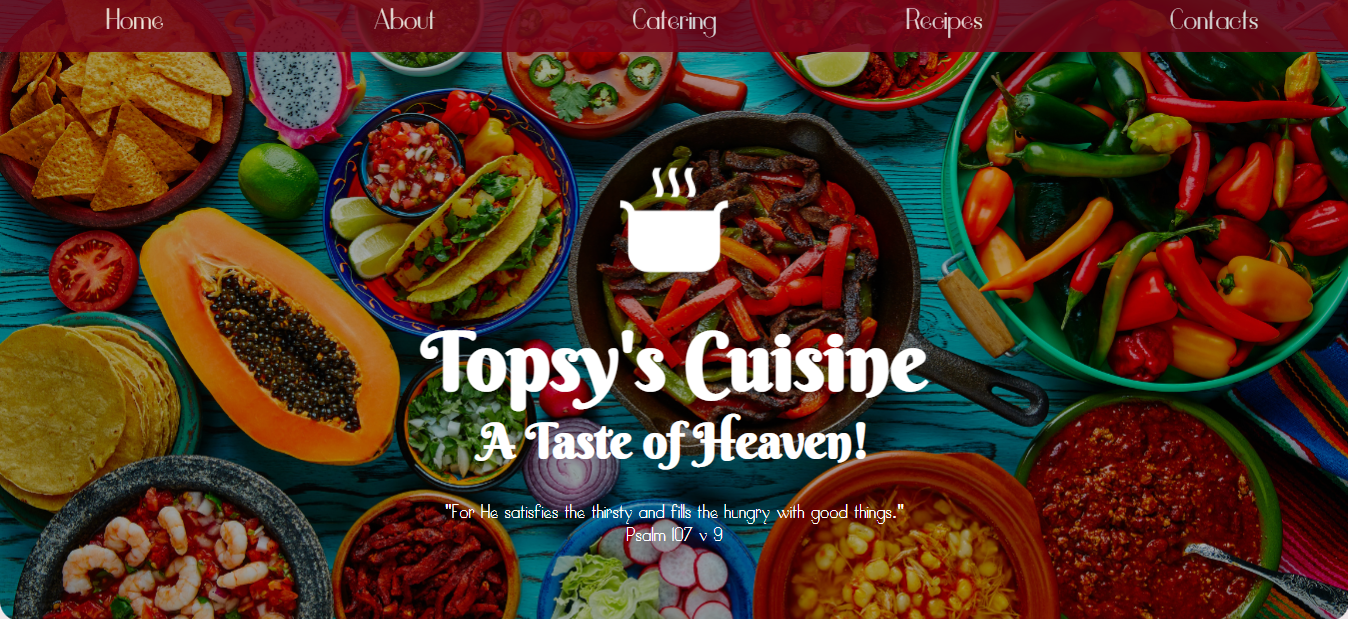 Home About Catering Recipes Contacts
Topsy's Cuisine
A Taste of Heaven!
"For He satisfies the thirsty and fills the hungry with good things."
Psalm 107 v 9